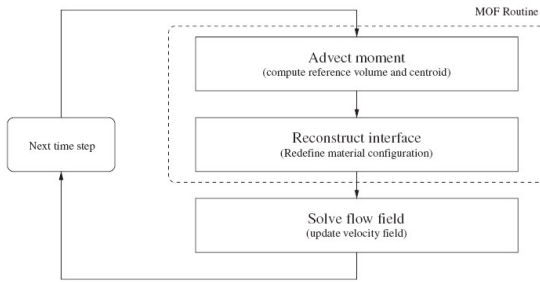 MOF Routine
Advect moment
(compute reference volume and centroid)
Reconstruct interface
(Redefine material configuration)
Next time step
Solve flow field
(update velocity field)